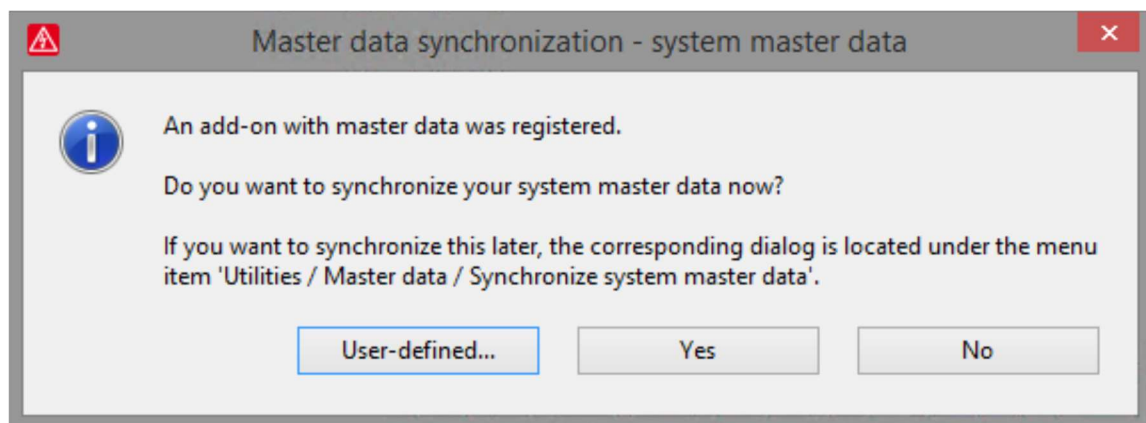 Master data synchronization - system master data
An add-on with master data was registered.
Do you want to synchronize your system master data now?
If you want to synchronize this later, the corresponding dialog is located under the menu
item 'Utilities / Master data / Synchronize system master data'.
User-defined... Yes No